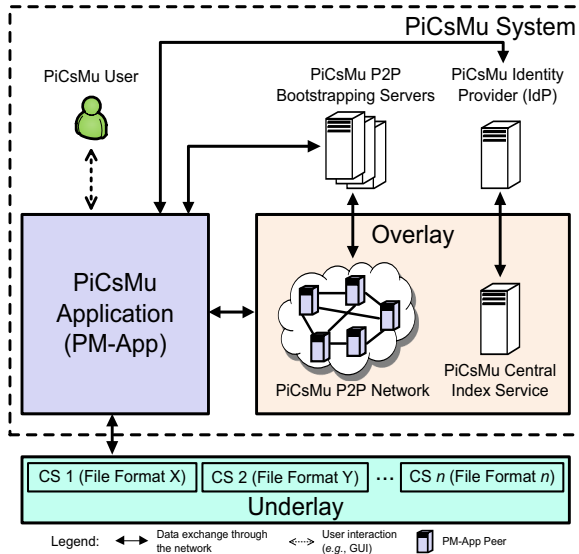 PiCsMu System
PiCsMu User
PiCsMu P2P
Bootstrapping Servers
PiCsMu Identity
Provider (IdP)
PiCsMu
Application
(PM-App)
Overlay
PiCsMu P2P Network
PiCsMu Central
Index Service
CS 1 (File Format X)
CS 2 (File Format Y)
...
CS n (File Format n)
Underlay
Legend:
Data exchange through
the network
User interaction
(e.g., GUI)
PM-App Peer